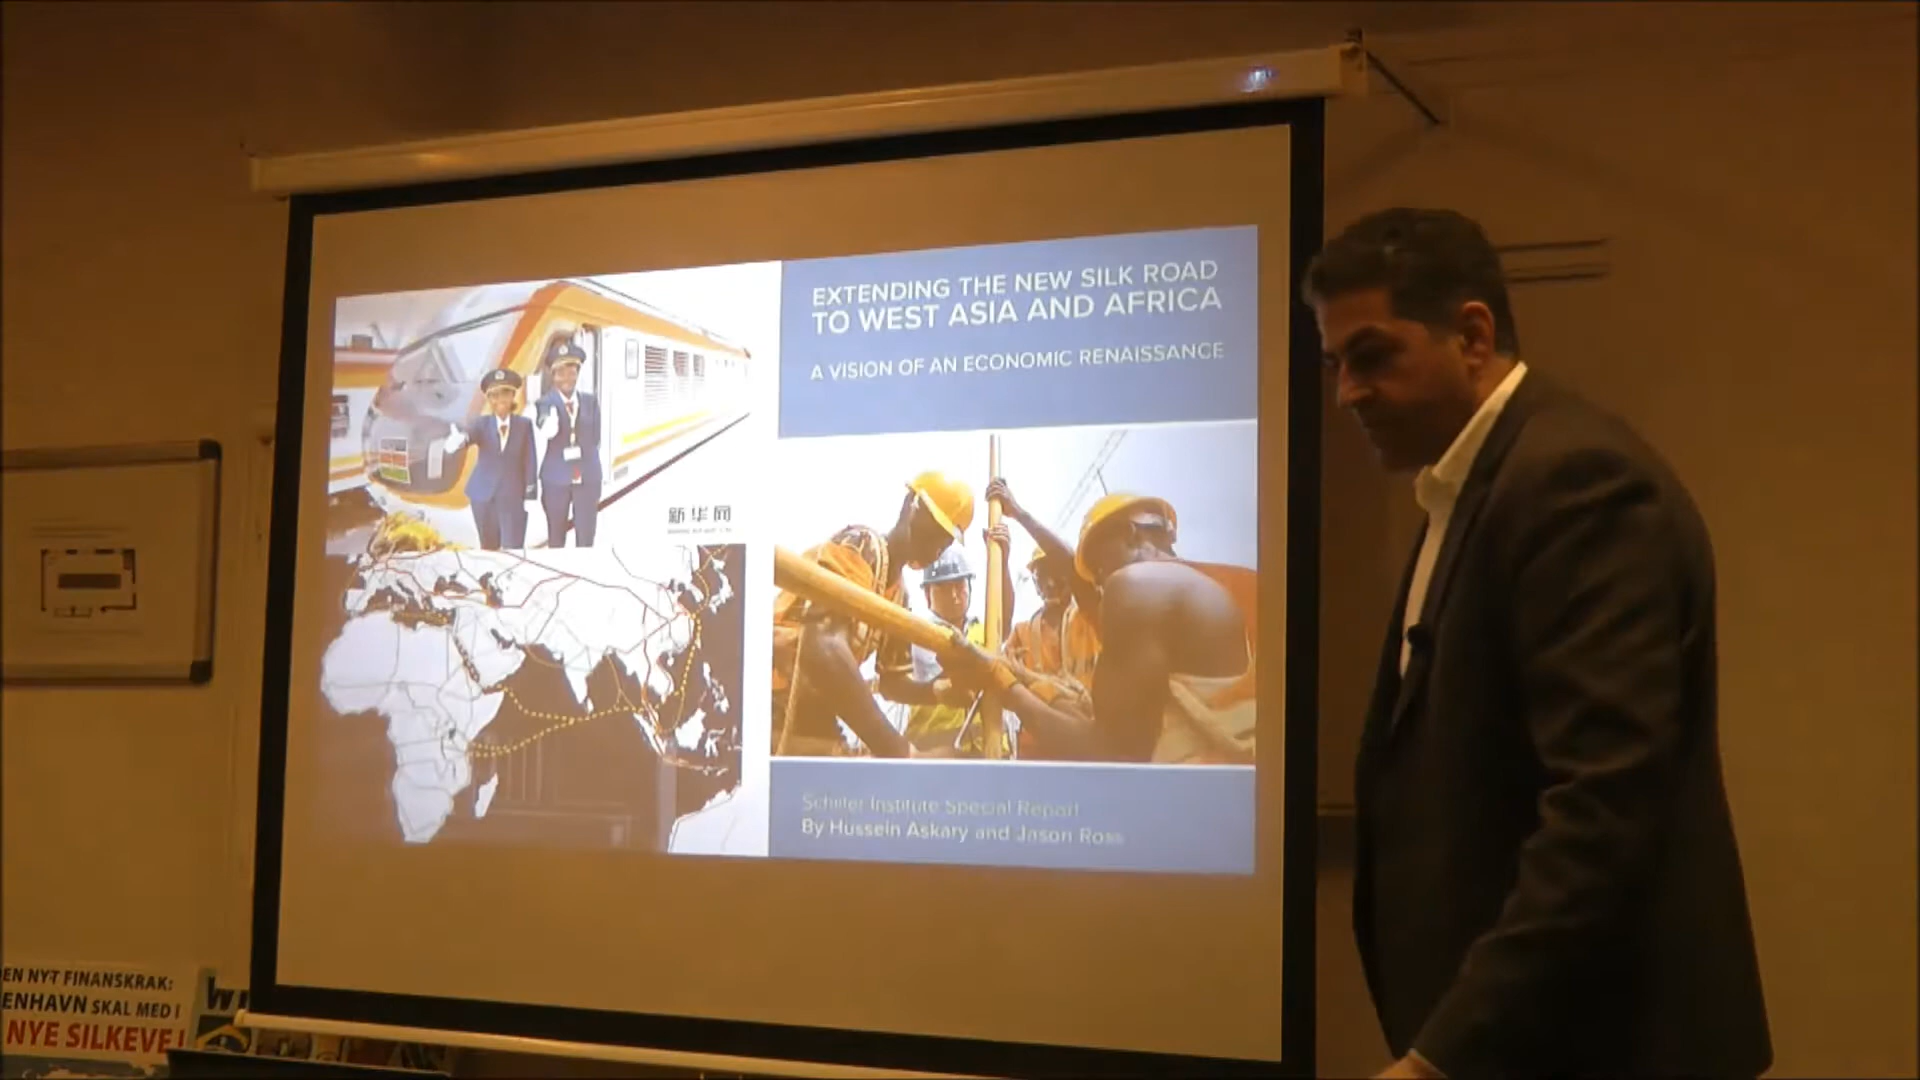 EXTENDING THE NEW SILK ROAD
TO WEST ASIA AND AFRICA
A VISION OF AN ECONOMIC RENAISSANCE
新华网
Schiller Institute Special Report
By Hussein Askary and Jason Ross
EN NYT FINANSKRAK:
ENHAVN SKAL MED I
NYE SILKEVEJ